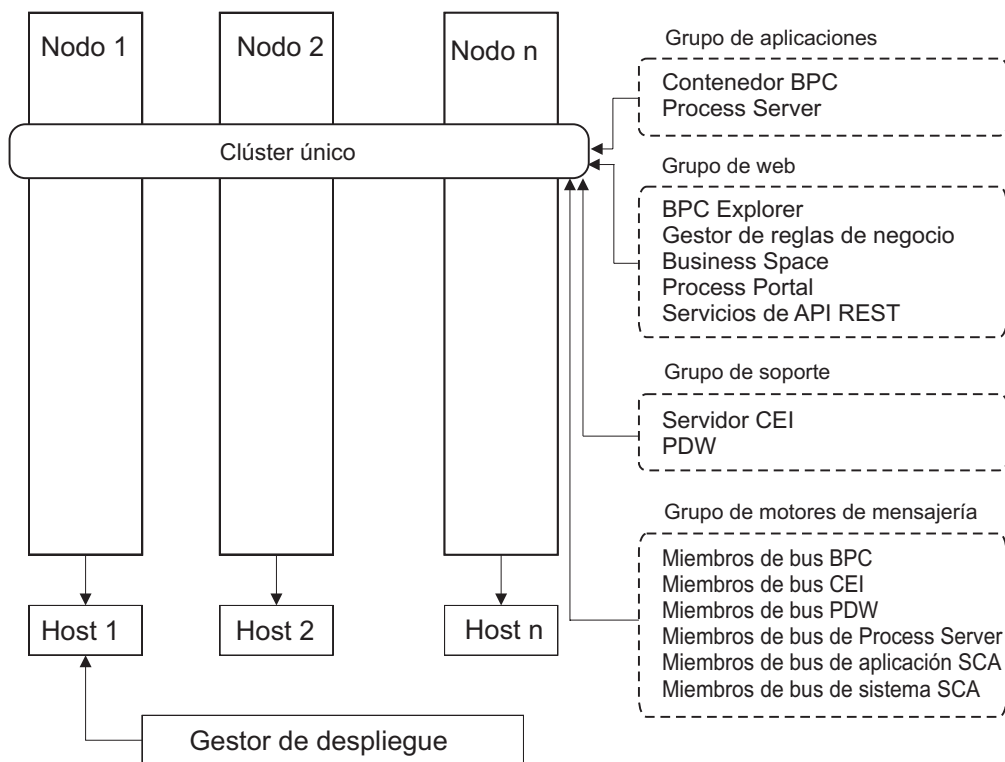 Nodo 1
Nodo 2
Nodo n
Clúster único
Host 1
Host 2
Host n
Gestor de despliegue
Grupo de aplicaciones
Contenedor BPC
Process Server
Grupo de web
BPC Explorer
Gestor de reglas de negocio
Business Space
Process Portal
Servicios de API REST
Grupo de soporte
Servidor CEI
PDW
Grupo de motores de mensajería
Miembros de bus BPC
Miembros de bus CEI
Miembros de bus PDW
Miembros de bus de Process Server
Miembros de bus de aplicación SCA
Miembros de bus de sistema SCA